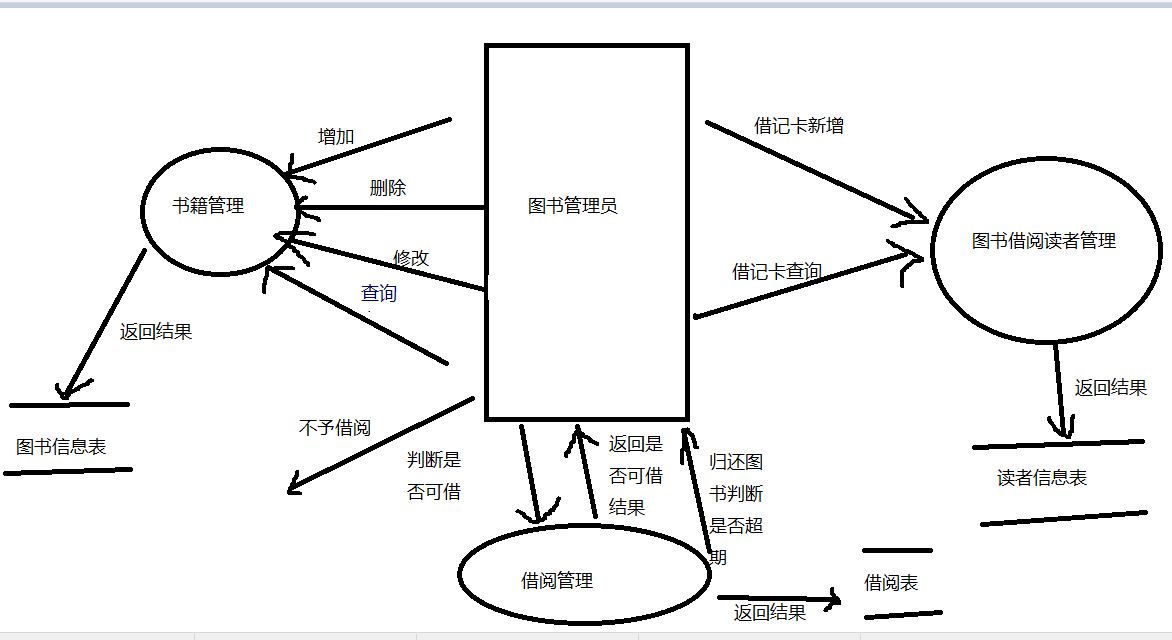 借记卡新增
增加
删除
书籍管理
图书管理员
图书借阅读者管理
修改
借记卡查询
查询
返回结果
返回结果
不予借阅
图书信息表
判断是
否可借
返回是
否可借
结果
归还图
书判断
是否超
期
读者信息表
借阅管理
借阅表
返回结果